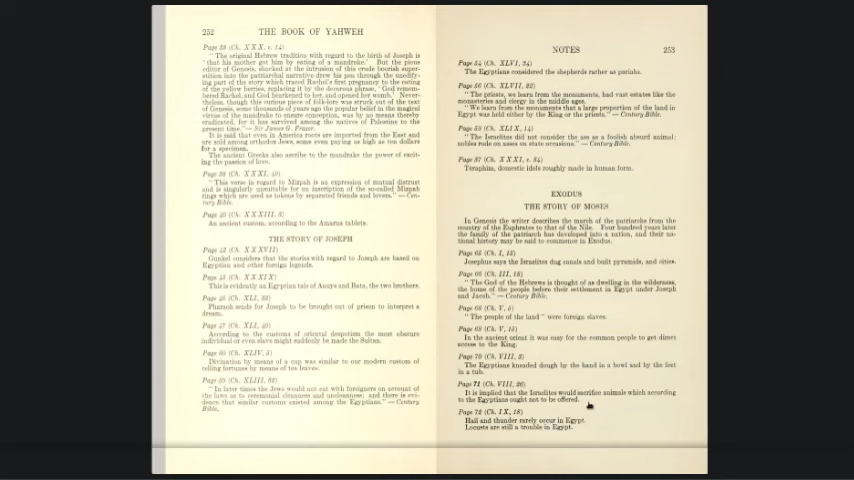 252 THE BOOK OF YAHWEH
Page 33 (Ch. XXX, v. 14)
"The original Hebrew tradition with regard to the birth of Joseph is
'that his mother got him by eating of a mandrake.' But the pious
editor of Genesis, shocked at the intrusion of this crude boorish super-
stition into the patriarchal narrative drew his pen through the unedify-
ing part of the story which traced Rachel's first pregnancy to the eating
of the yellow berries, replacing it by the decorous phrase, 'God remem-
bered Rachel, and God hearkened to her, and opened her womb.' Never-
theless, though this curious piece of folk-lore was struck out of the text
of Genesis, some thousands of years ago the popular belief in the magical
virtue of the mandrake to ensure conception, was by no means thereby
eradicated, for it has survived among the natives of Palestine to the
present time." — Sir James G. Frazer.
It is said that even in America roots are imported from the East and
are sold among orthodox Jews, some even paying as high as ten dollars
for a specimen.
The ancient Greeks also ascribe to the mandrake the power of excit-
ing the passion of love.
Page 36 (Ch. XXXI, 49)
"This verse in regard to Mizpah is an expression of mutual distrust
and is singularly unsuitable for an inscription of the so-called Mizpah
rings which are used as tokens by separated friends and lovers." — Cen-
tury Bible.
Page 40 (Ch. XXXIII, 3)
An ancient custom, according to the Amarna tablets.
THE STORY OF JOSEPH
Page 42 (Ch. XXXVII)
Gunkel considers that the stories with regard to Joseph are based on
Egyptian and other foreign legends.
Page 43 (Ch. XXXIX)
This is evidently an Egyptian tale of Anuys and Bata, the two brothers.
Page 46 (Ch. XLI, 33)
Pharaoh sends for Joseph to be brought out of prison to interpret a
dream.
Page 47 (Ch. XLI, 40)
According to the customs of oriental despotism the most obscure
individual or even slave might suddenly be made the Sultan.
Page 50 (Ch. XLIV, 5)
Divination by means of a cup was similar to our modern custom of
telling fortunes by means of tea leaves.
Page 50 (Ch. XLIII, 32)
"In later times the Jews would not eat with foreigners on account of
the laws as to ceremonial cleanness and uncleanness; and there is evi-
dence that similar customs existed among the Egyptians." — Century
Bible.
NOTES 253
Page 54 (Ch. XLVI, 34)
The Egyptians considered the shepherds rather as pariahs.
Page 56 (Ch. XLVII, 22)
"The priests, we learn from the monuments, had vast estates like the
monasteries and clergy in the middle ages.
"We learn from the monuments that a large proportion of the land in
Egypt was held either by the King or the priests." — Century Bible.
Page 59 (Ch. XLIX, 14)
"The Israelites did not consider the ass as a foolish absurd animal;
nobles rode on asses on state occasions." — Century Bible.
Page 37 (Ch. XXXI, v. 34)
Teraphim, domestic idols roughly made in human form.
EXODUS
THE STORY OF MOSES
In Genesis the writer describes the march of the patriarchs from the
country of the Euphrates to that of the Nile. Four hundred years later
the family of the patriarch has developed into a nation, and their na-
tional history may be said to commence in Exodus.
Page 63 (Ch. I, 13)
Josephus says the Israelites dug canals and built pyramids, and cities.
Page 66 (Ch. III, 18)
"The God of the Hebrews is thought of as dwelling in the wilderness,
the home of the people before their settlement in Egypt under Joseph
and Jacob." — Century Bible.
Page 68 (Ch. V, 5)
"The people of the land" were foreign slaves.
Page 68 (Ch. V, 15)
In the ancient orient it was easy for the common people to get direct
access to the King.
Page 70 (Ch. VIII, 3)
The Egyptians kneaded dough by the hand in a bowl and by the feet
in a tub.
Page 71 (Ch. VIII, 26)
It is implied that the Israelites would sacrifice animals which according
to the Egyptians ought not to be offered.
Page 72 (Ch. IX, 18)
Hail and thunder rarely occur in Egypt.
Locusts are still a trouble in Egypt.